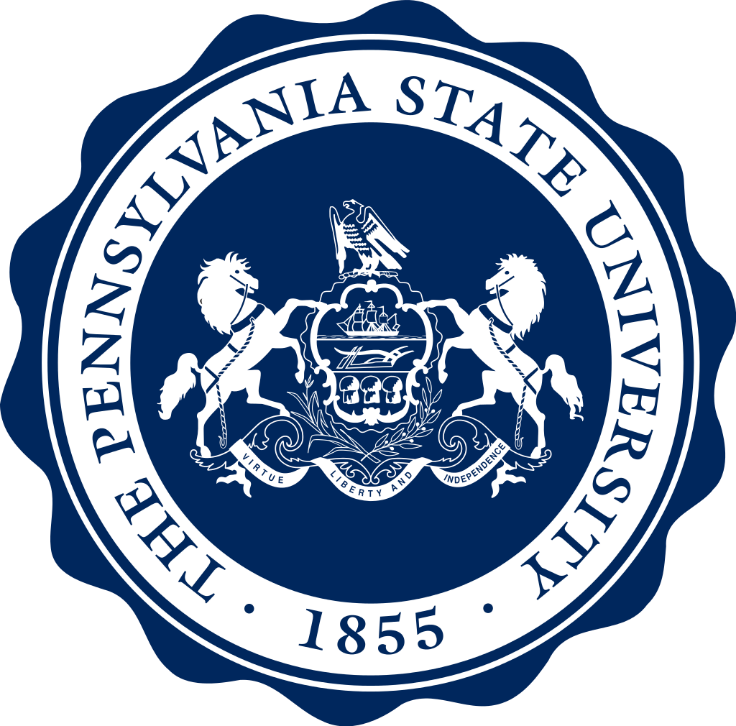 THE PENNSYLVANIA STATE UNIVERSITY
VIRTUE LIBERTY AND INDEPENDENCE
· 1855 ·